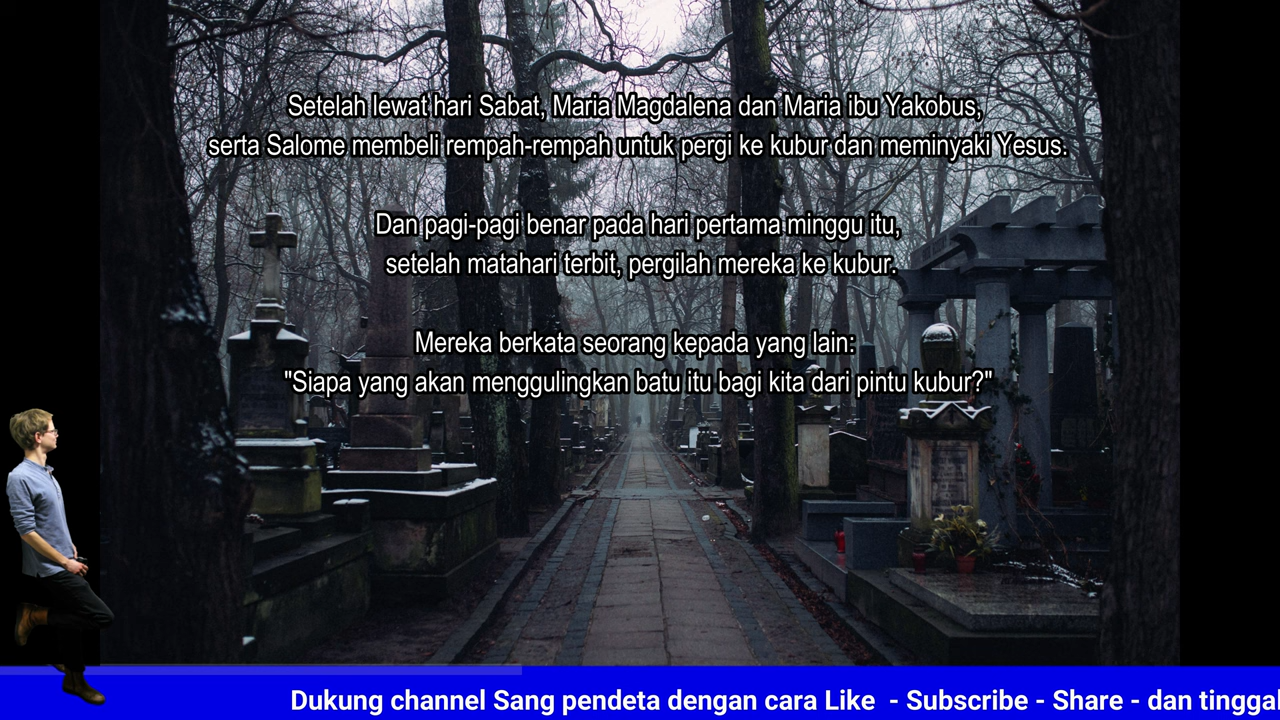 Setelah lewat hari Sabat, Maria Magdalena dan Maria ibu Yakobus,
serta Salome membeli rempah-rempah untuk pergi ke kubur dan meminyaki Yesus.
Dan pagi-pagi benar pada hari pertama minggu itu,
setelah matahari terbit, pergilah mereka ke kubur.
Mereka berkata seorang kepada yang lain:
"Siapa yang akan menggulingkan batu itu bagi kita dari pintu kubur?"
Dukung channel Sang pendeta dengan cara Like - Subscribe - Share - dan tinggal